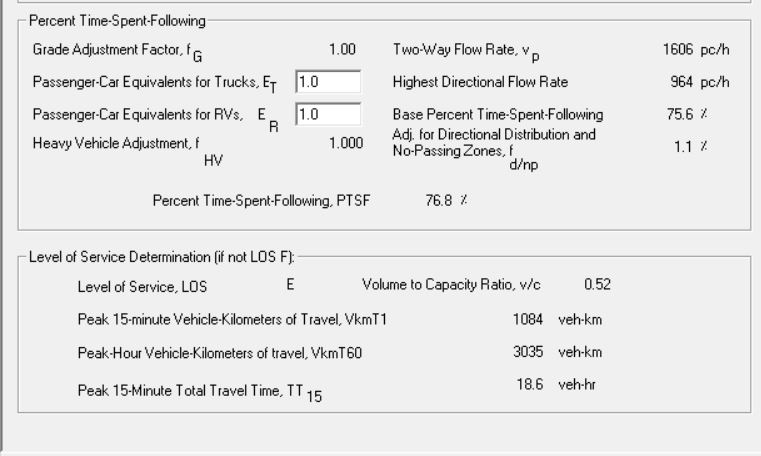 Percent Time-Spent-Following
Grade Adjustment Factor, f G 1.00 Two-Way Flow Rate, v p 1606 pc/h
Passenger-Car Equivalents for Trucks, E T 1.0 Highest Directional Flow Rate 964 pc/h
Passenger-Car Equivalents for RVs, E R 1.0 Base Percent Time-Spent-Following 75.6 %
Heavy Vehicle Adjustment, f HV 1.000 Adj. for Directional Distribution and
No-Passing Zones, f d/np 1.1 %
Percent Time-Spent-Following, PTSF 76.8 %
Level of Service Determination (if not LOS F):
Level of Service, LOS E Volume to Capacity Ratio, v/c 0.52
Peak 15-minute Vehicle-Kilometers of Travel, VkmT1 1084 veh-km
Peak-Hour Vehicle-Kilometers of travel, VkmT60 3035 veh-km
Peak 15-Minute Total Travel Time, TT 15 18.6 veh-hr